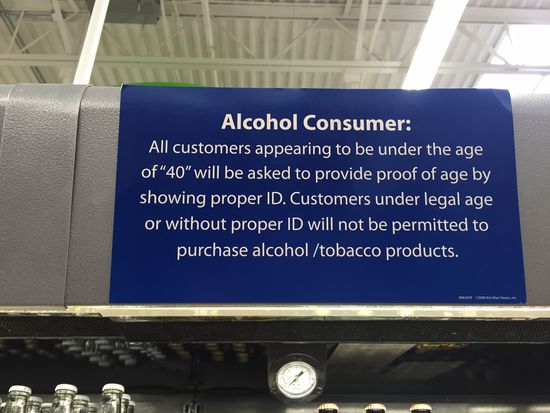 Alcohol Consumer:
All customers appearing to be under the age
of “40” will be asked to provide proof of age by
showing proper ID. Customers under legal age
or without proper ID will not be permitted to
purchase alcohol /tobacco products.